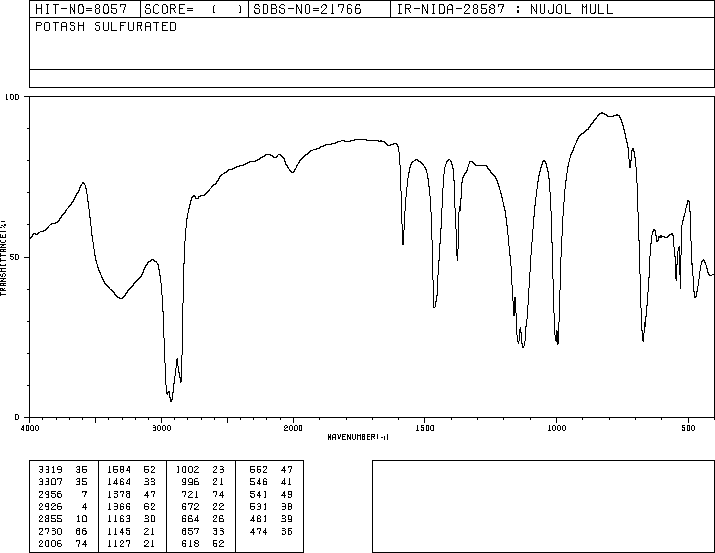 HIT-NO=8057 SCORE= ( ) SDBS-NO=21766 IR-NIDA-28587 : NUJOL MULL
POTASH SULFURATED
100
50
0
TRANSMITTANCE(%)
4000 3000 2000 1500 1000 500
WAVENUMBER(-1)
3319 36 1584 52 1002 23 552 47
3307 35 1464 33 996 21 546 41
2956 7 1378 47 721 74 541 49
2926 4 1366 62 672 22 531 38
2855 10 1163 30 664 26 481 39
2730 66 1145 21 657 33 474 36
2006 74 1127 21 618 52